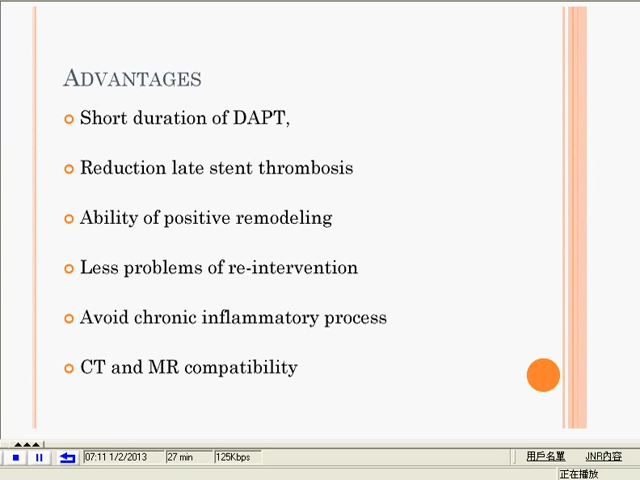 ADVANTAGES
Short duration of DAPT,
Reduction late stent thrombosis
Ability of positive remodeling
Less problems of re-intervention
Avoid chronic inflammatory process
CT and MR compatibility
07:11 1/2/2013 27 min 125Kbps 用戶名單 JNR內容
正在播放